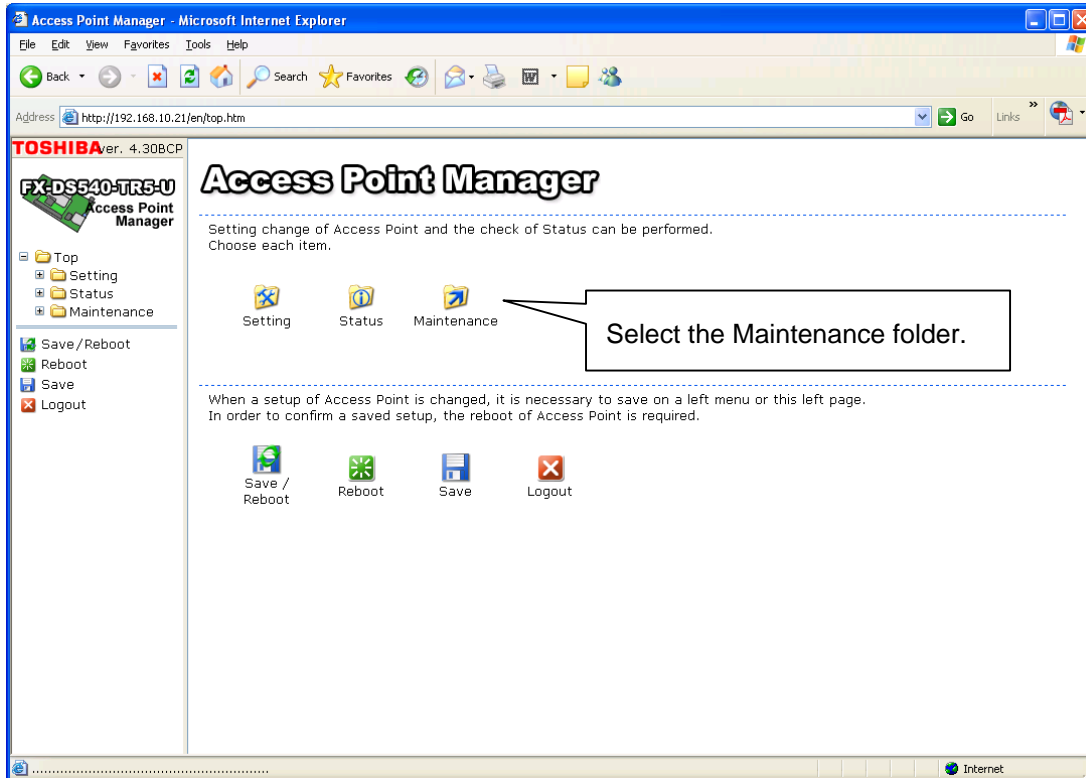 Access Point Manager - Microsoft Internet Explorer
File Edit View Favorites Tools Help
Back Search Favorites
Address http://192.168.10.21/en/top.htm Go Links »
TOSHIBA ver. 4.30BCP
FX-DS540-TR5-U
Access Point
Manager
Top
Setting
Status
Maintenance
Save/Reboot
Reboot
Save
Logout
Access Point Manager
Setting change of Access Point and the check of Status can be performed.
Choose each item.
Setting Status Maintenance
Select the Maintenance folder.
When a setup of Access Point is changed, it is necessary to save on a left menu or this left page.
In order to confirm a saved setup, the reboot of Access Point is required.
Save /
Reboot
Reboot
Save
Logout
Internet